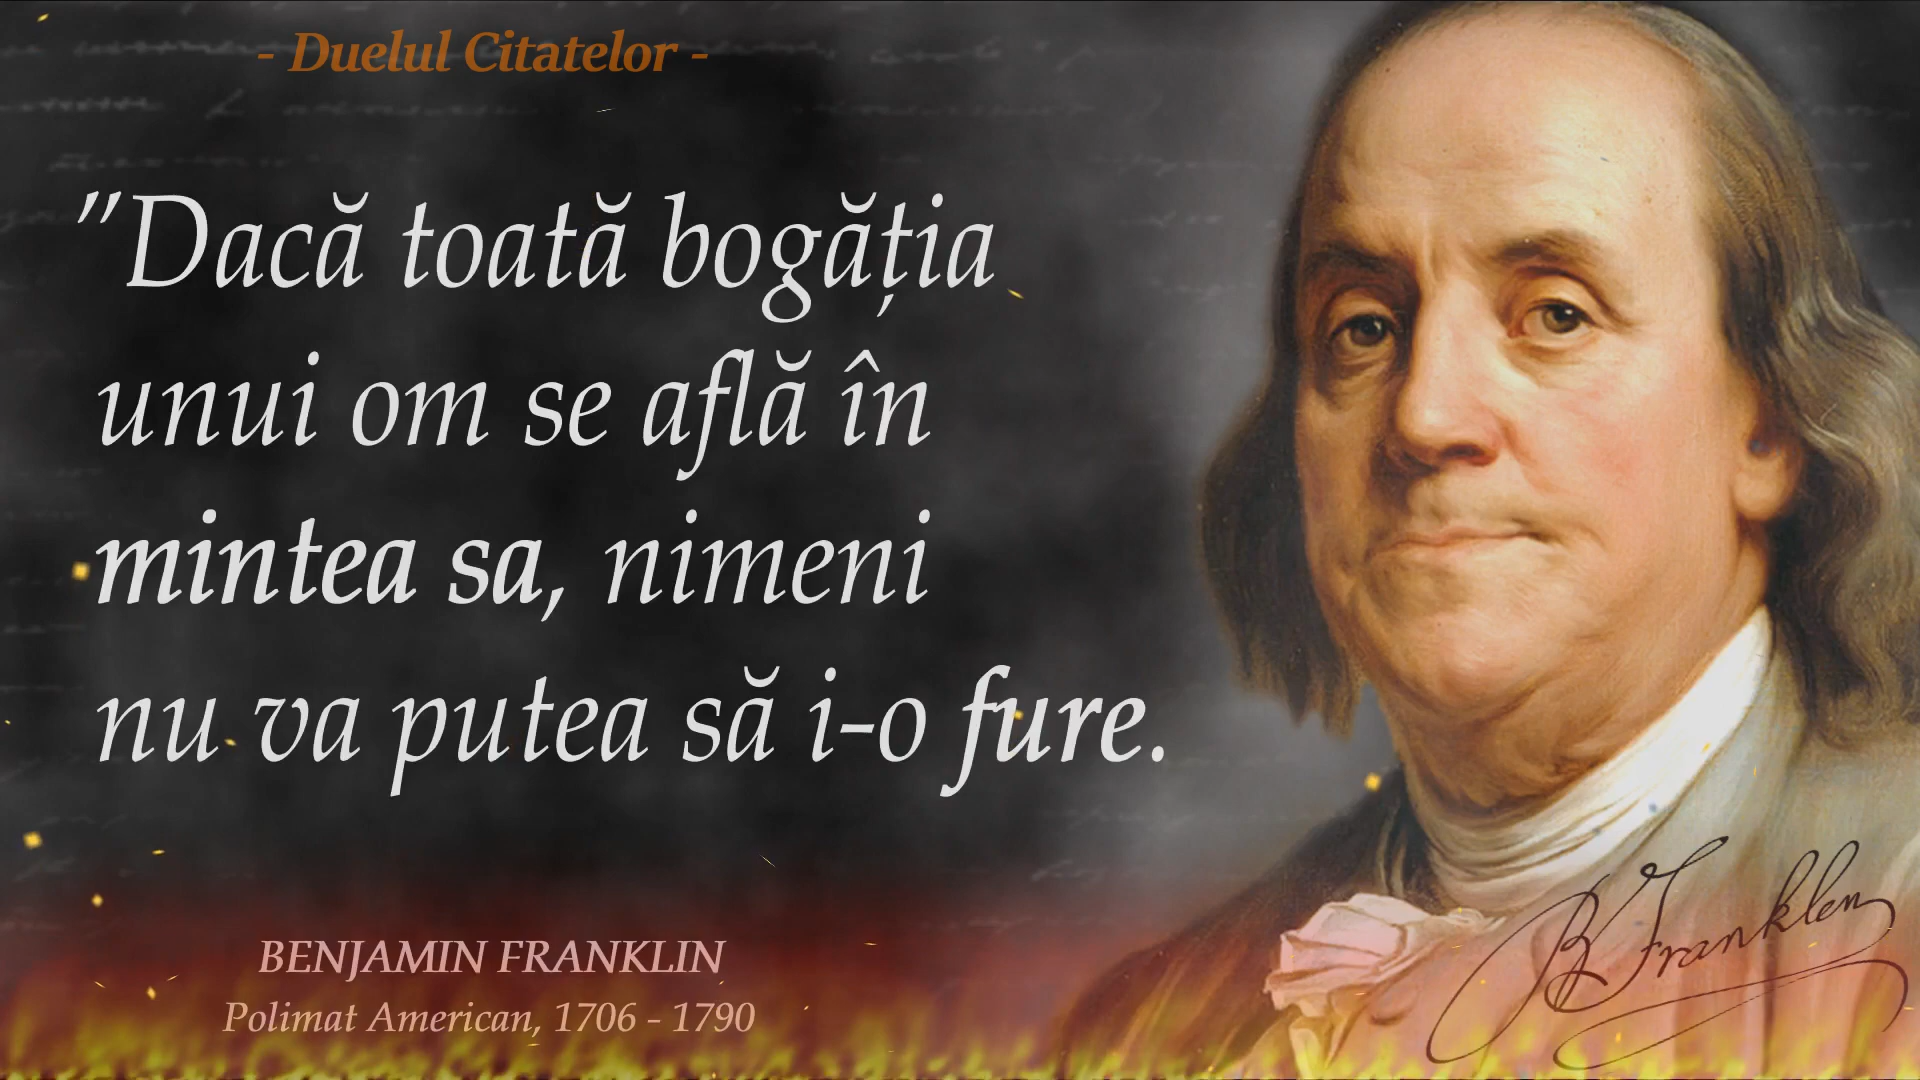 - Duelul Citatelor -
"Dacă toată bogăția
unui om se află în
mintea sa, nimeni
nu va putea să i-o fure.
BENJAMIN FRANKLIN
Polimat American, 1706 - 1790
B Franklin